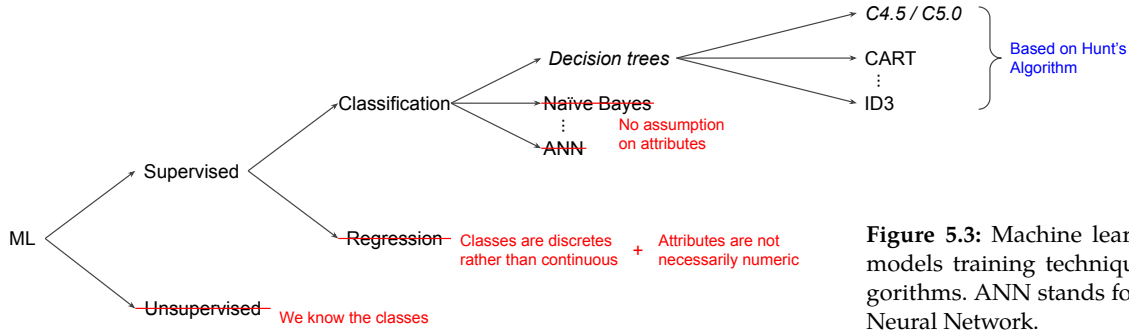 C4.5 / C5.0
Decision trees
CART
Based on Hunt's
Algorithm
Classification
Naïve Bayes
ID3
No assumption
on attributes
ANN
Supervised
ML
Regression
Classes are discretes
rather than continuous
+
Attributes are not
necessarily numeric
Unsupervised
We know the classes
Figure 5.3: Machine lear
models training techniqu
gorithms. ANN stands fo
Neural Network.